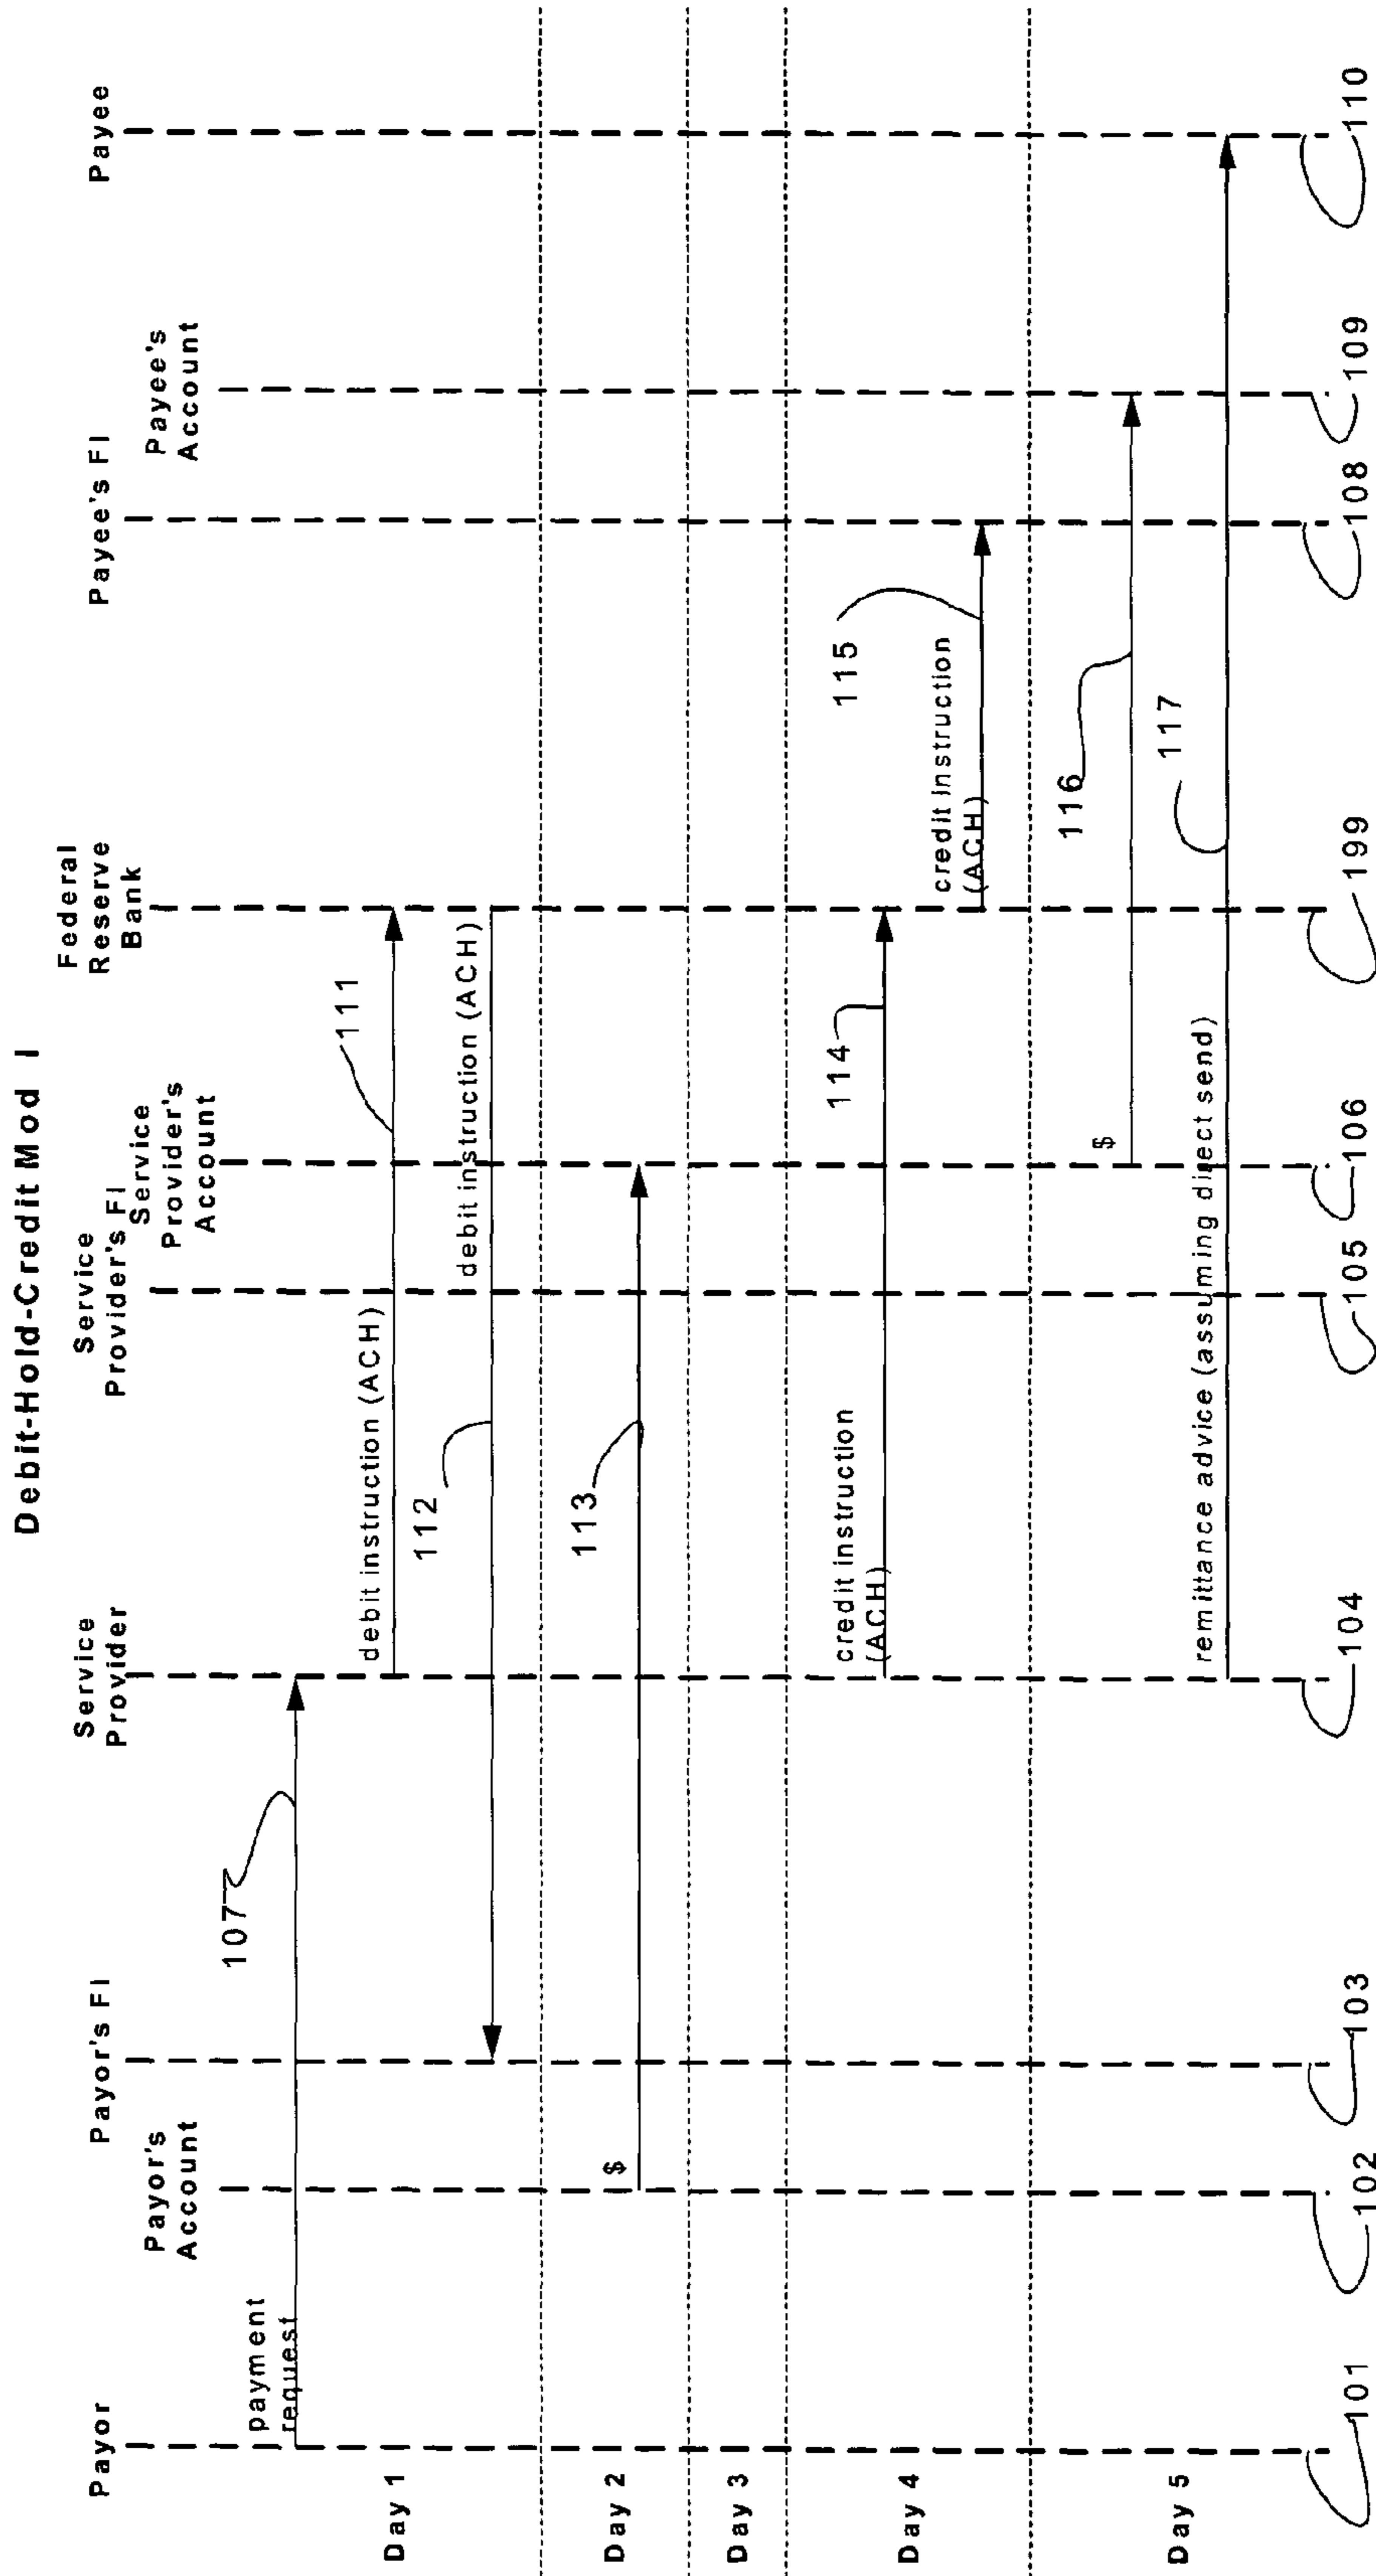 Debit-Hold-Credit Mod I
Payor
Payor's
Account
Payor's FI
Service
Provider
Service
Provider's FI
Service
Provider's
Account
Federal
Reserve
Bank
Payee's FI
Payee's
Account
Payee
Day 1
payment
request
107
debit instruction (ACH)
111
112
debit instruction (ACH)
Day 2
$
113
Day 3
Day 4
credit instruction
(ACH)
114
credit instruction
(ACH)
115
Day 5
$
116
remittance advice (assuming direct send)
117
101
102
103
104
105
106
199
108
109
110